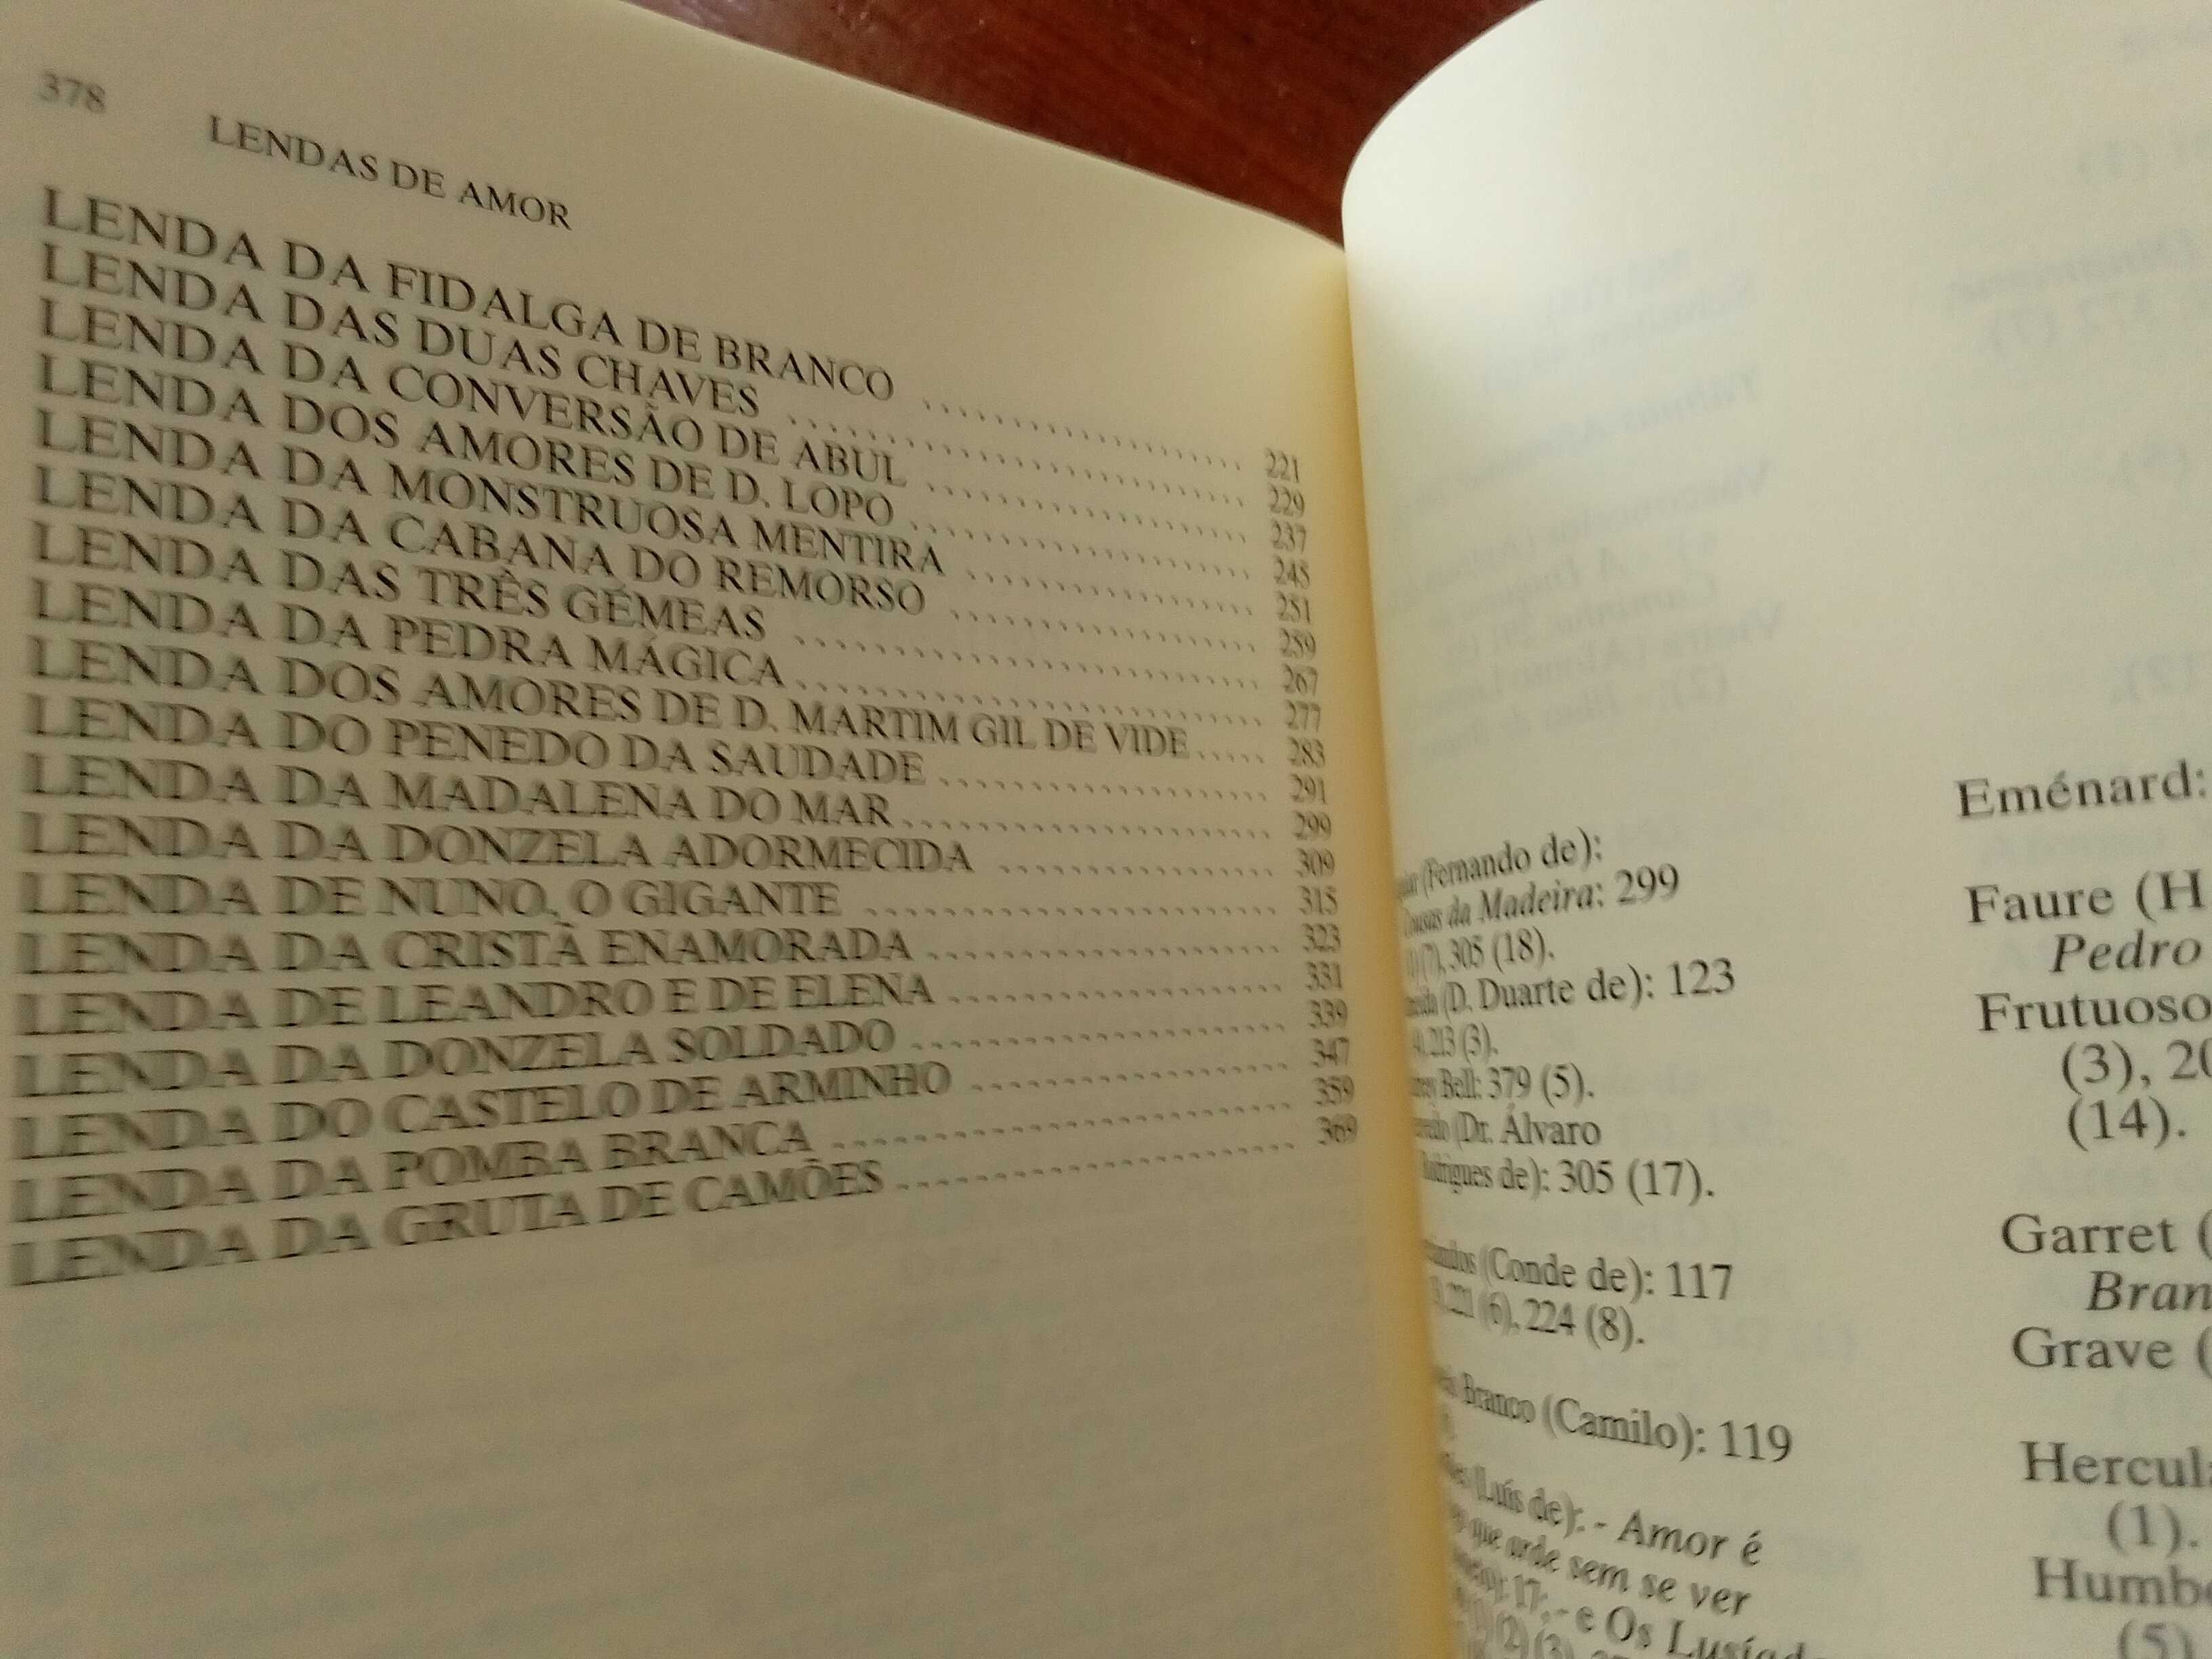 378
LENDAS DE AMOR
LENDA DA FIDALGA DE BRANCO ........ 221
LENDA DAS DUAS CHAVES ........ 229
LENDA DA CONVERSÃO DE ABUL ........ 237
LENDA DOS AMORES DE D. LOPO ........ 245
LENDA DA MONSTRUOSA MENTIRA ........ 251
LENDA DA CABANA DO REMORSO ........ 259
LENDA DAS TRÊS GÉMEAS ........ 267
LENDA DA PEDRA MÁGICA ........ 277
LENDA DOS AMORES DE D. MARTIM GIL DE VIDE ..... 283
LENDA DO PENEDO DA SAUDADE ........ 291
LENDA DA MADALENA DO MAR ........ 299
LENDA DA DONZELA ADORMECIDA ........ 309
LENDA DE NUNO, O GIGANTE ........ 315
LENDA DA CRISTÃ ENAMORADA ........ 323
LENDA DE LEANDRO E DE ELENA ........ 331
LENDA DA DONZELA SOLDADO ........ 339
LENDA DO CASTELO DE ARMINHO ........ 347
LENDA DA POMBA BRANCA ........ 359
LENDA DA GRUTA DE CAMÕES ........ 369
(Fernando de):
da Madeira: 299
(7), 305 (18).
(D. Duarte de): 123
213 (3).
Bell: 379 (5).
(Dr. Álvaro
de): 305 (17).
(Conde de): 117
221 (6), 224 (8).
Branco (Camilo): 119
(Luís de): - Amor é
que arde sem se ver
17; - e Os
(2) (3)
Eménard:
Faure (H
Pedro
Frutuoso
(3), 20
(14).
Garret (
Bran
Grave (
Hercul
(1).
Humb
(5)